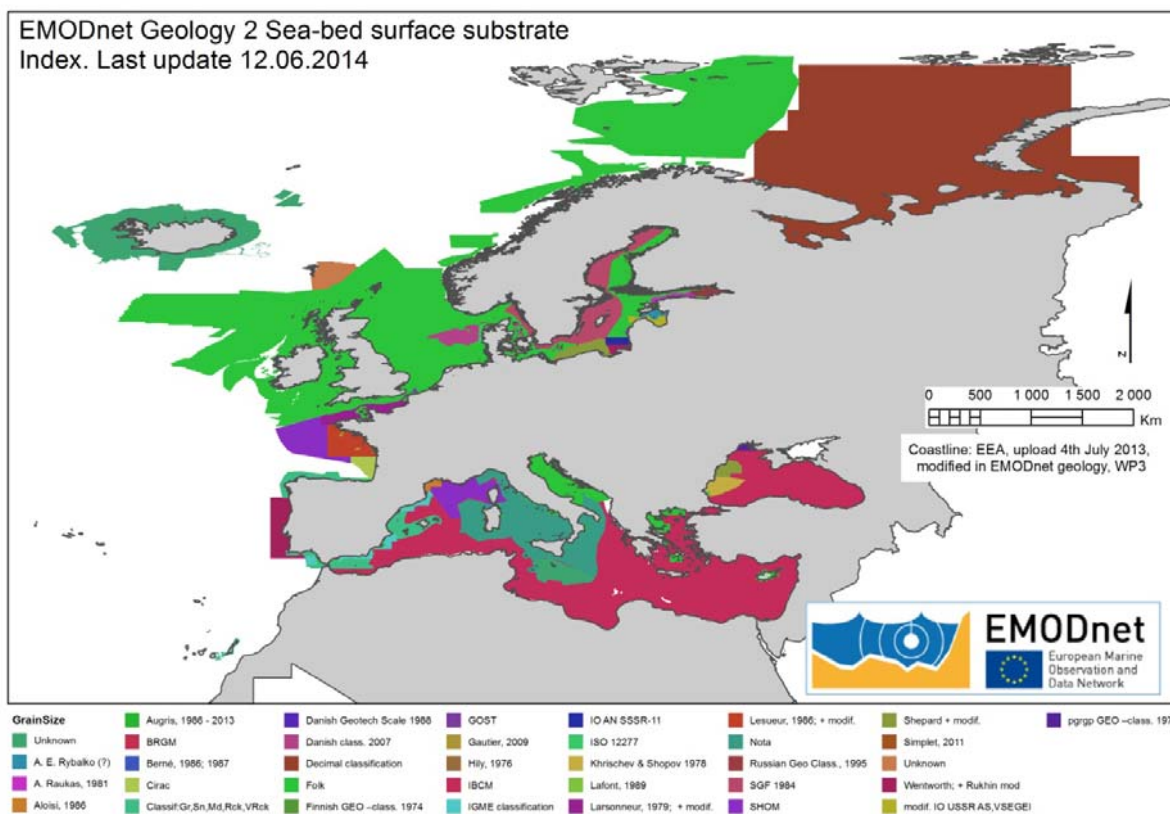 EMODnet Geology 2 Sea-bed surface substrate
Index. Last update 12.06.2014
N
0 500 1 000 2 000
Km
Coastline: EEA, upload 4th July 2013,
modified in EMODnet geology, WP3
EMODnet
European Marine
Observation and
Data Network
GrainSize
Unknown
A. E. Rybalko (?)
A. Raukas, 1981
Aloisi, 1986
Augris, 1986 - 2013
BRGM
Berné, 1986; 1987
Cirac
Classif:Gr,Sn,Md,Rck,VRck
Danish Geotech Scale 1988
Danish class. 2007
Decimal classification
Folk
Finnish GEO –class. 1974
GOST
Gautier, 2009
Hily, 1976
IBCM
IGME classification
IO AN SSSR-11
ISO 12277
Khrischev & Shopov 1978
Lafont, 1989
Larsonneur, 1979; + modif.
Lesueur, 1986; + modif.
Nota
Russian Geo Class., 1995
SGF 1984
SHOM
Shepard + modif.
Simplet, 2011
Unknown
Wentworth; + Rukhin mod
modif. IO USSR AS,VSEGEI
pgrgp GEO –class.